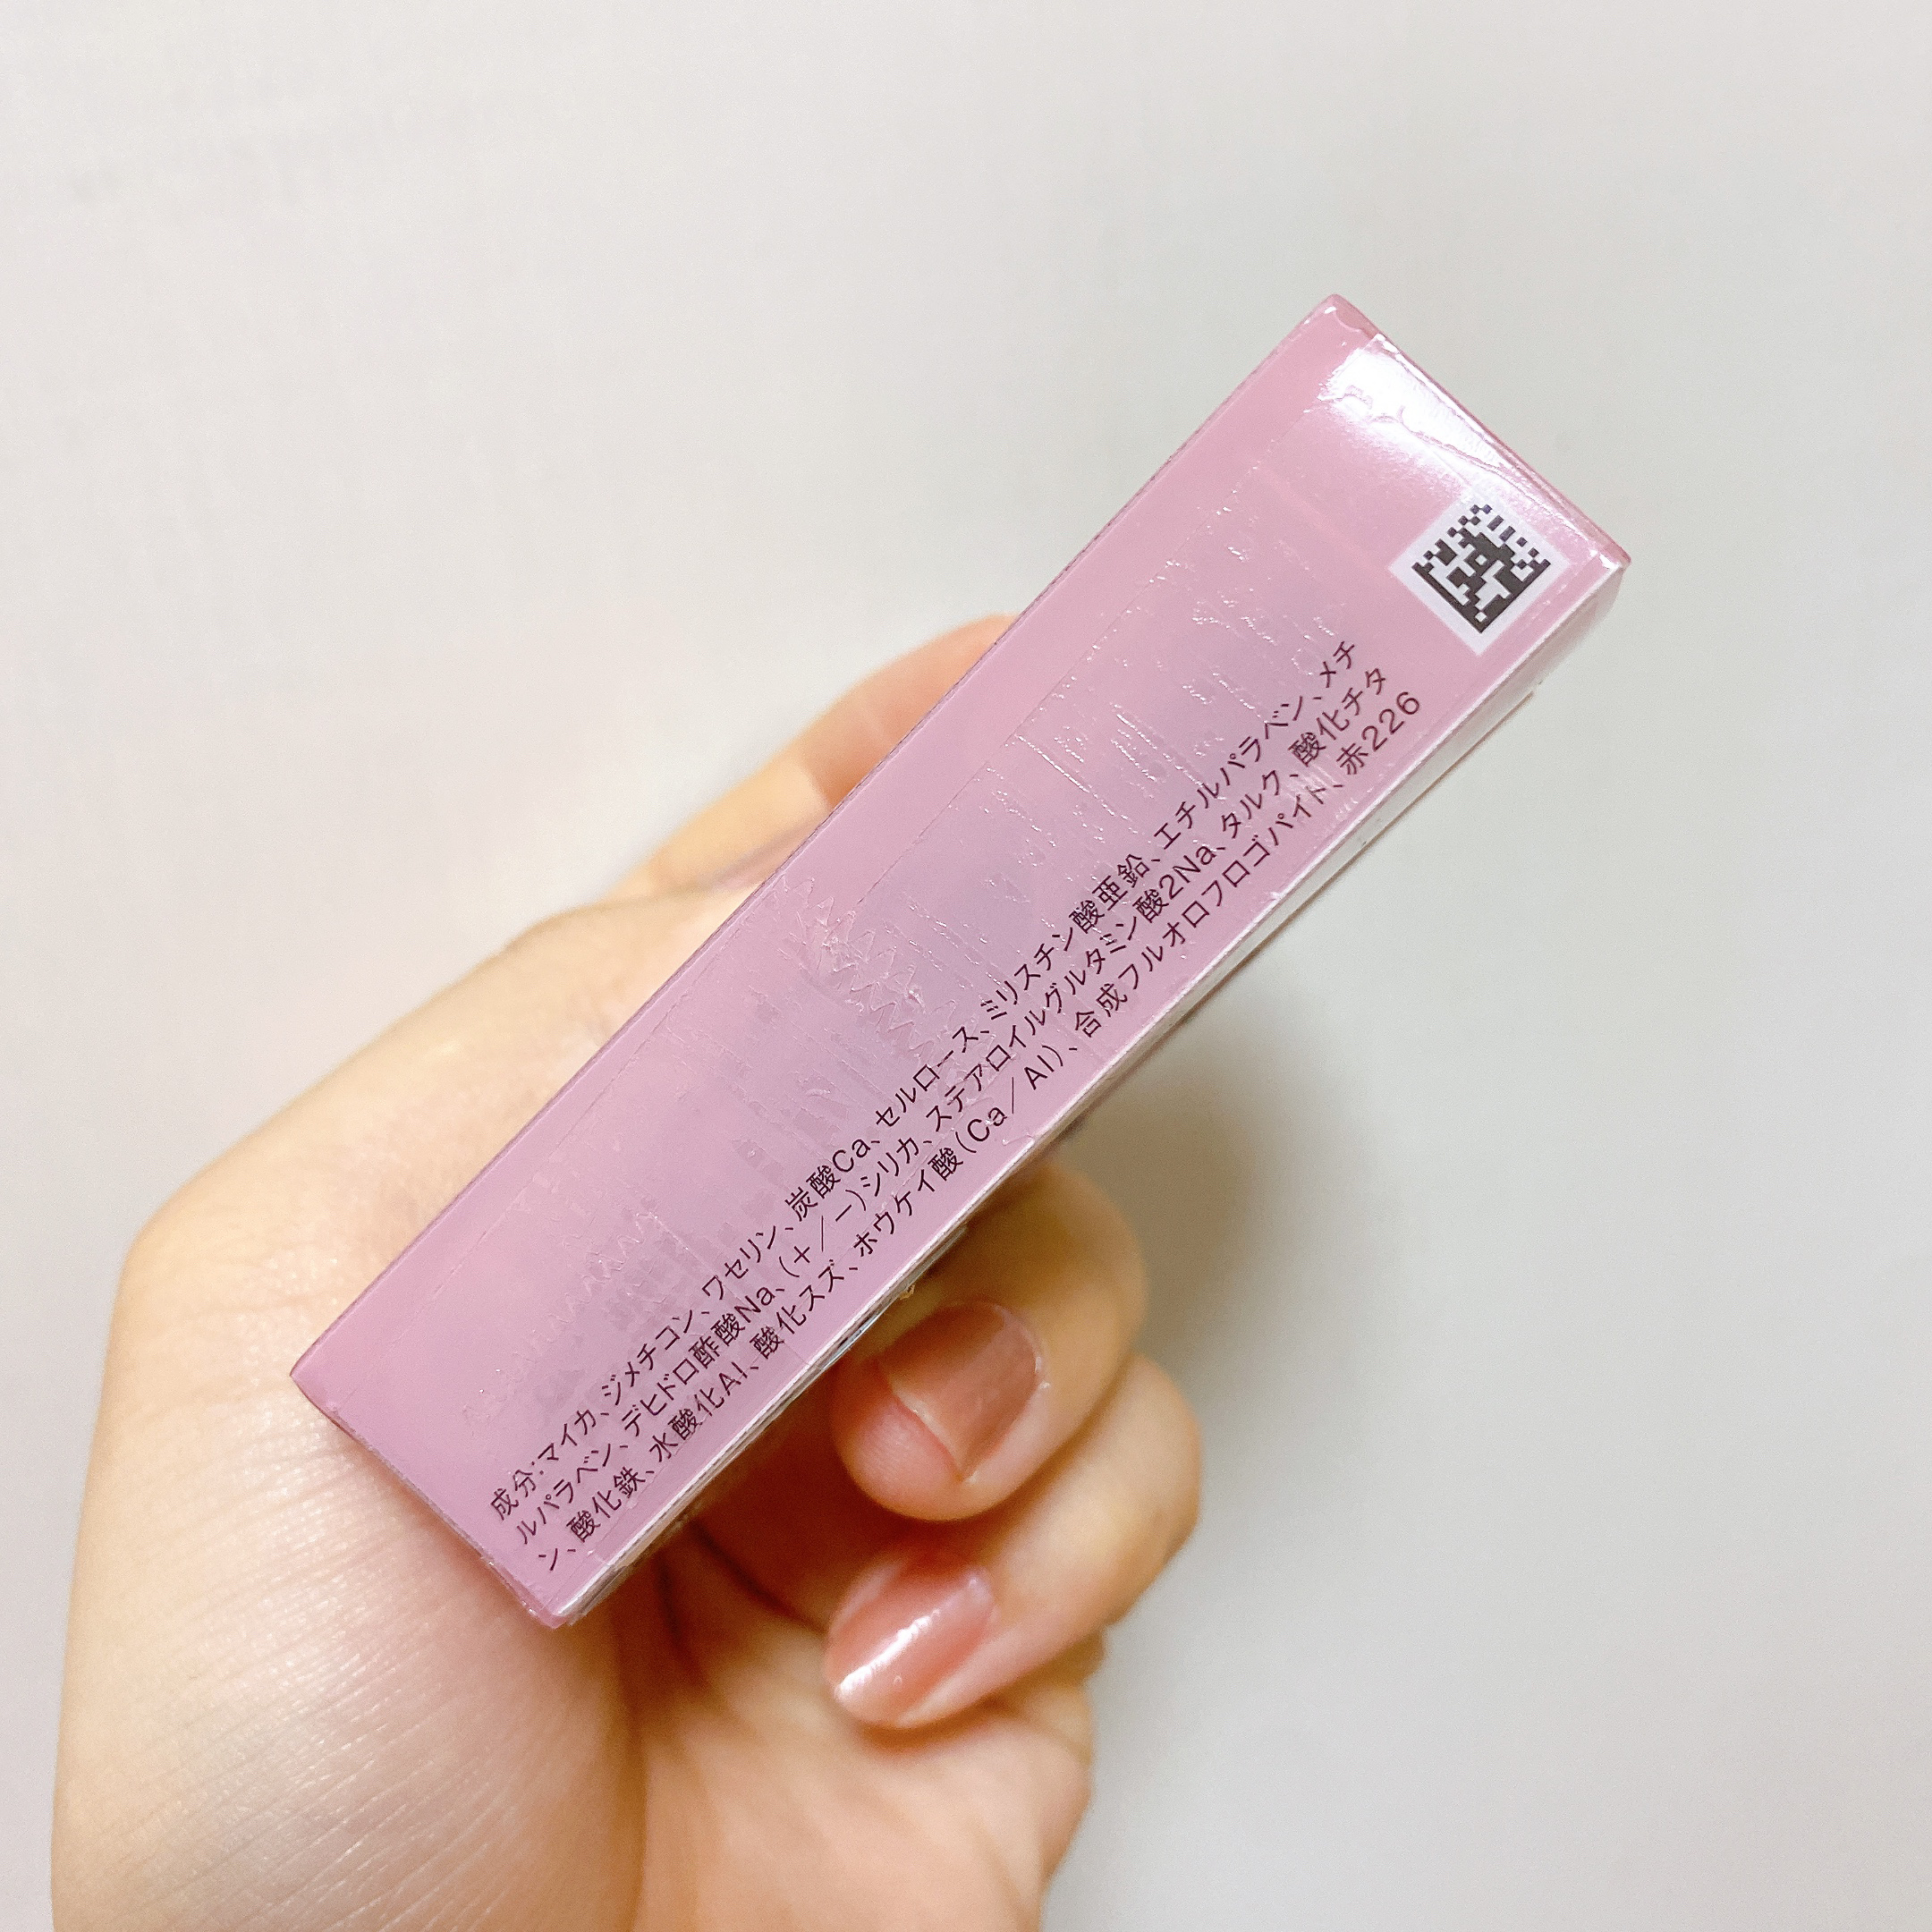 成分:マイカ、ジメチコン、ワセリン、炭酸Ca、セルロース、ミリスチン酸亜鉛、エチルパラベン、メチ
ルパラベン、デヒドロ酢酸Na、(+/-)シリカ、ステアロイルグルタミン酸2Na、タルク、酸化チタ
ン、酸化鉄、水酸化Al、酸化スズ、ホウケイ酸(Ca/Al)、合成フルオロフロゴパイト、赤226